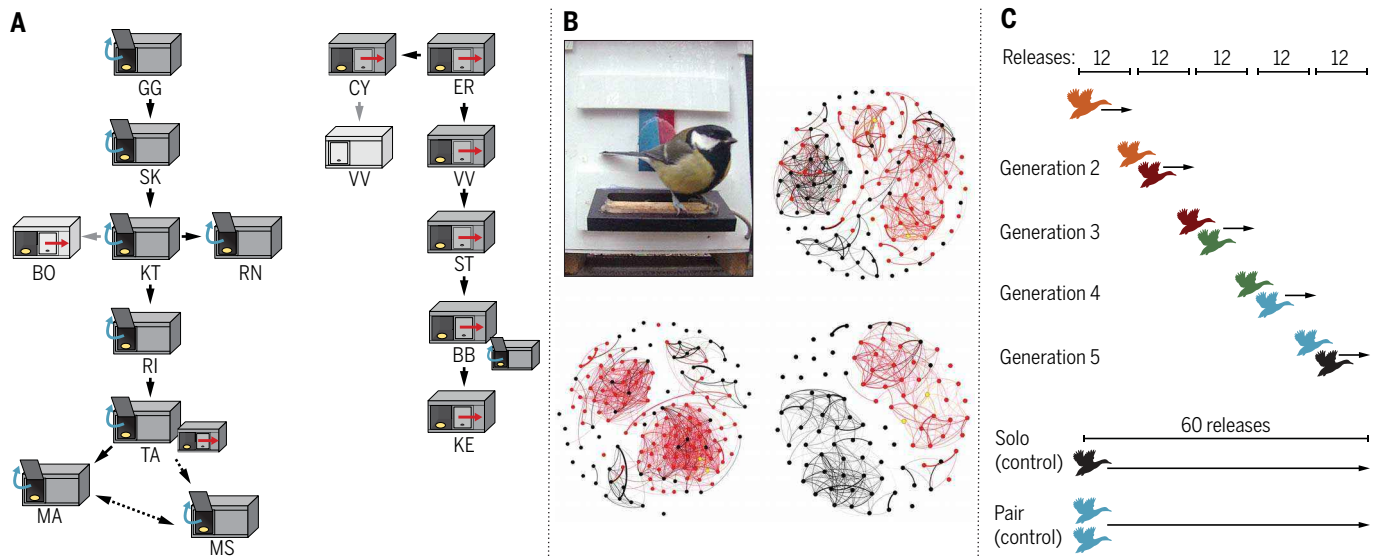 A
GG
SK
BO
KT
RN
RI
TA
MA
MS
CY
ER
VV
VV
ST
BB
KE
B
C
Releases: 12 12 12 12 12
Generation 2
Generation 3
Generation 4
Generation 5
60 releases
Solo
(control)
Pair
(control)